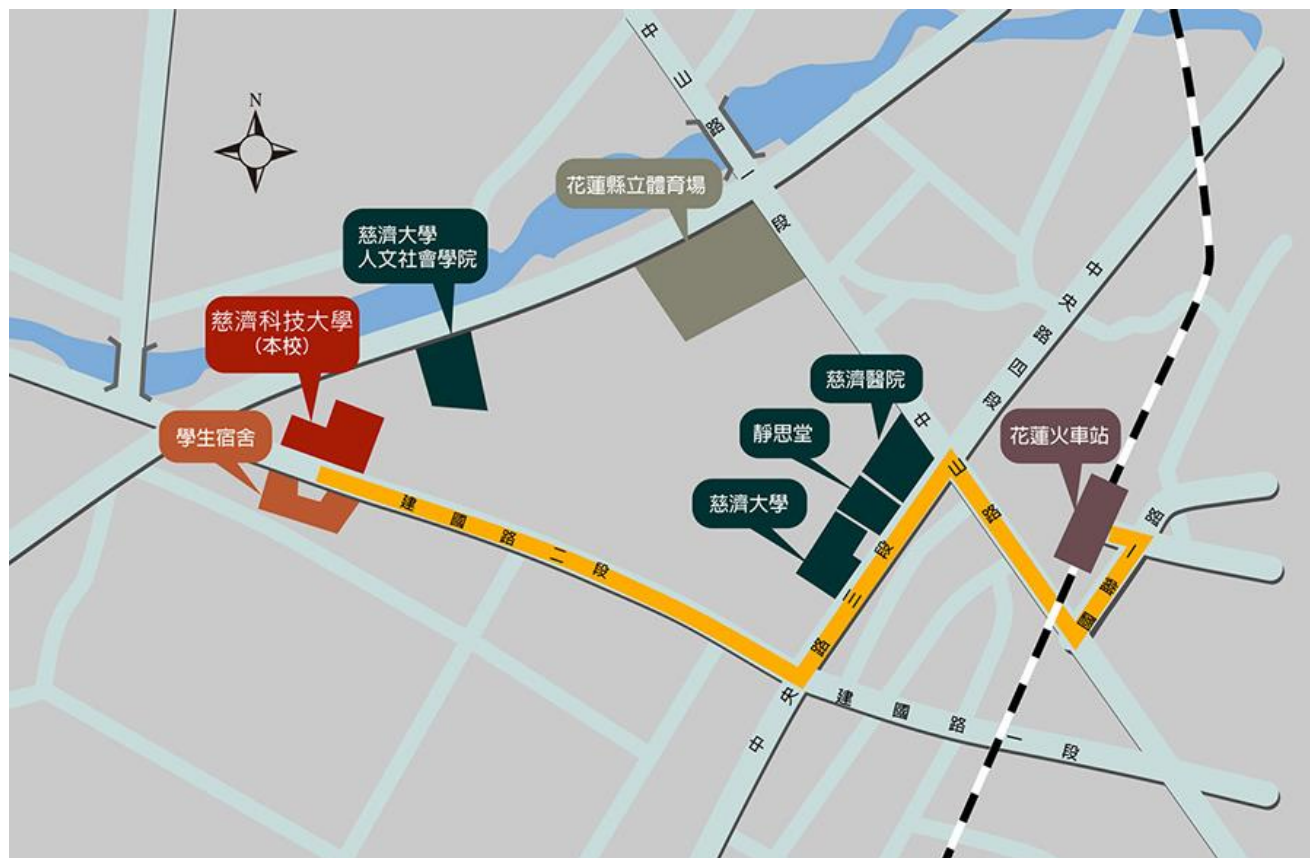 N
中山路一段
花蓮縣立體育場
慈濟大學
人文社會學院
慈濟科技大學
(本校)
中央路四段
慈濟醫院
學生宿舍
靜思堂
花蓮火車站
慈濟大學
中山路
國聯一路
建國路二段
中央路三段
建國路一段